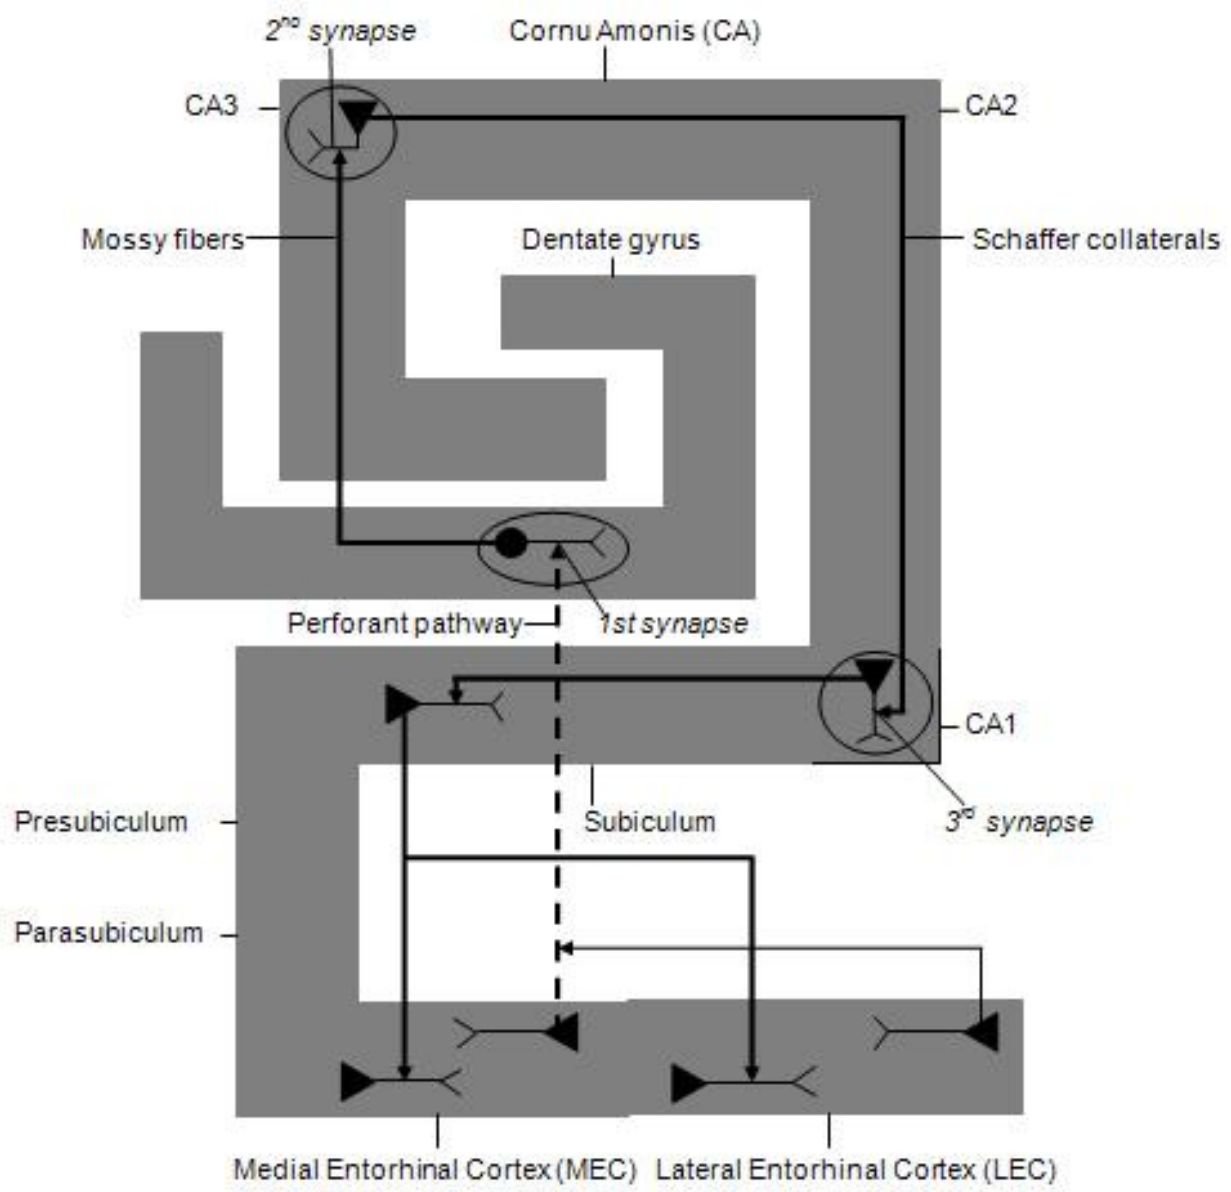 2nd synapse
Cornu Amonis (CA)
CA3
CA2
Mossy fibers
Dentate gyrus
Schaffer collaterals
Perforant pathway
1st synapse
CA1
Presubiculum
Subiculum
3rd synapse
Parasubiculum
Medial Entorhinal Cortex (MEC)
Lateral Entorhinal Cortex (LEC)